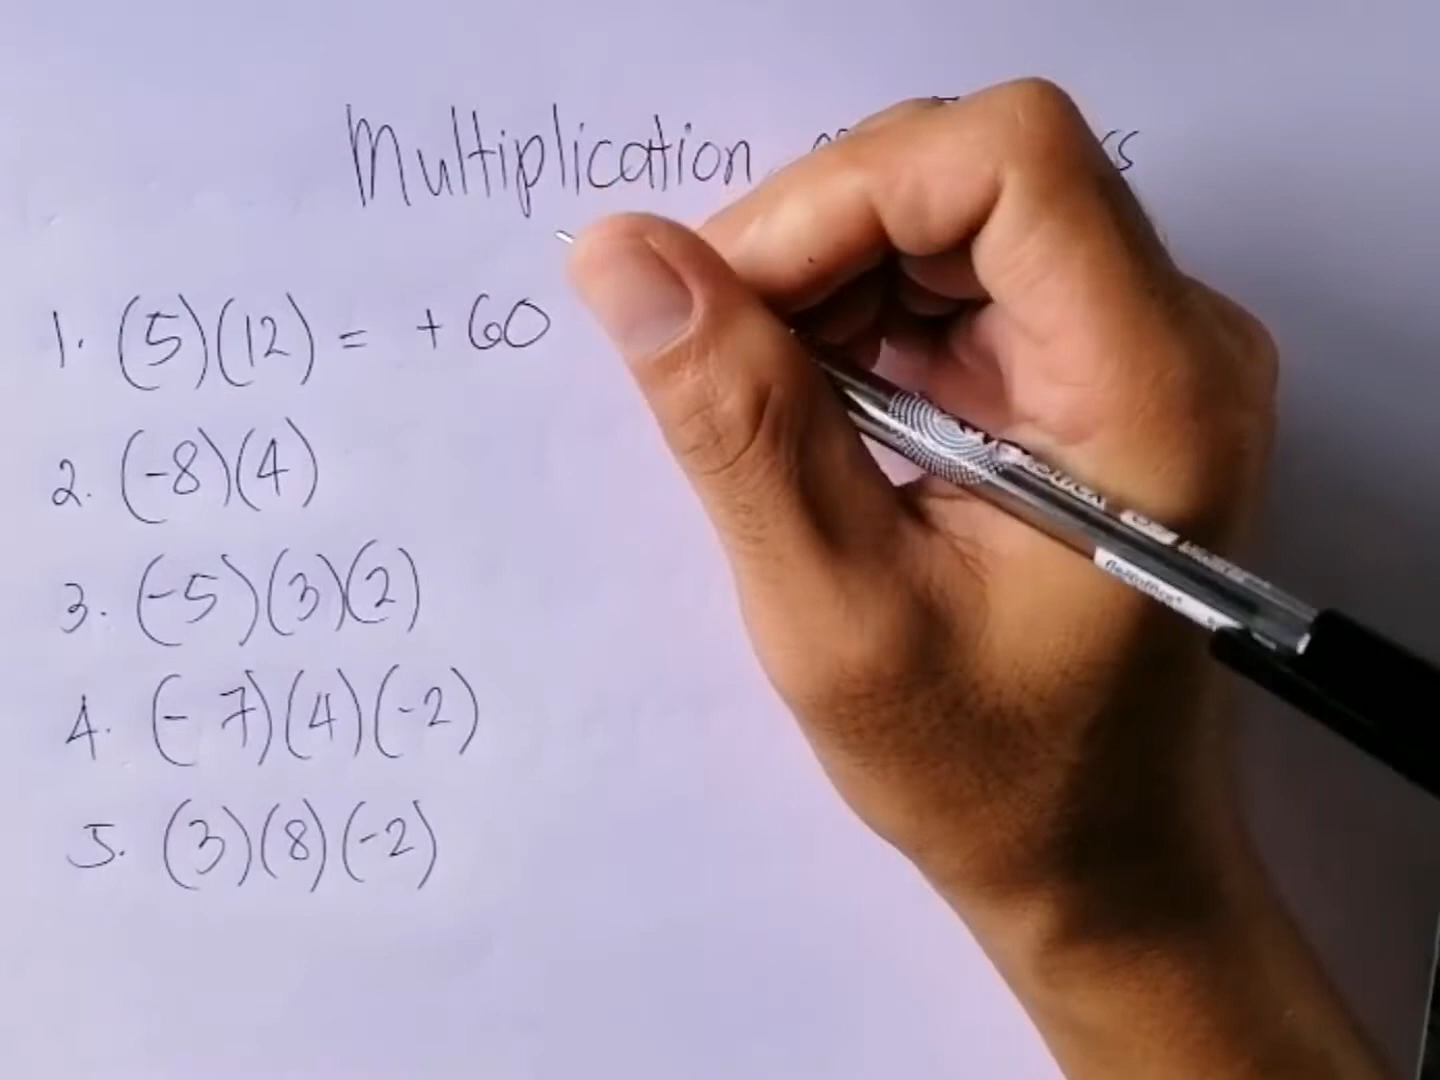 Multiplication
1. (5)(12) = +60
2. (-8)(4)
3. (-5)(3)(2)
4. (-7)(4)(-2)
5. (3)(8)(-2)
flexoffice